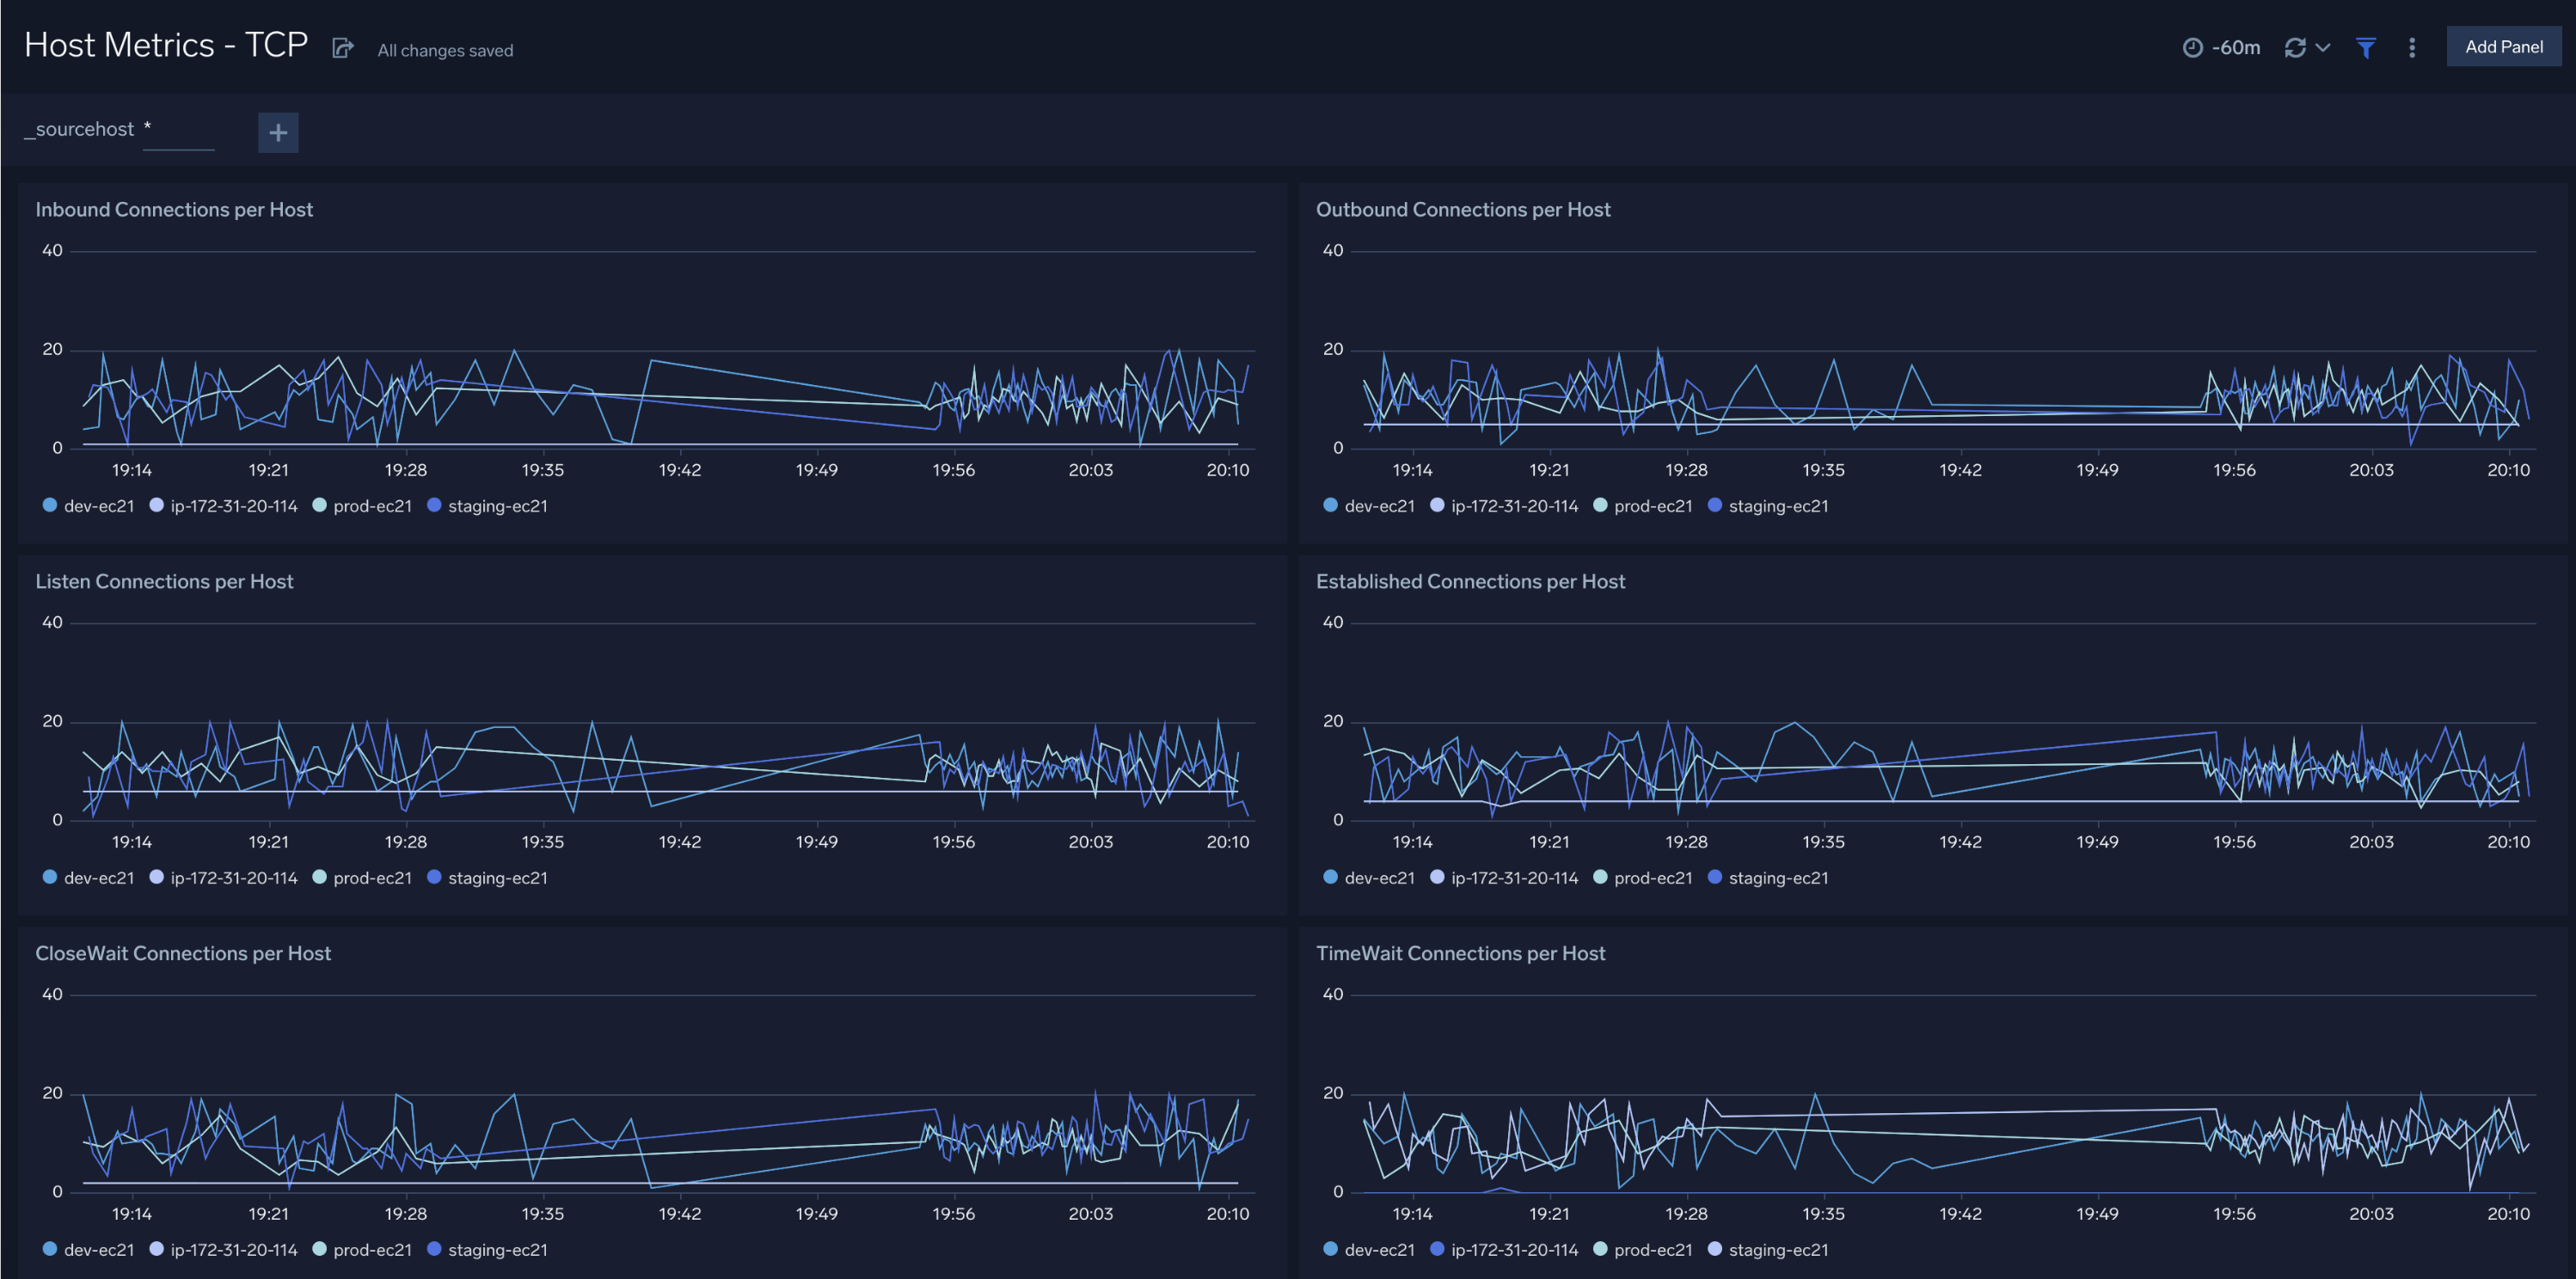 Host Metrics - TCP All changes saved -60m Add Panel
_sourcehost * +
Inbound Connections per Host
40
20
0
19:14 19:21 19:28 19:35 19:42 19:49 19:56 20:03 20:10
dev-ec21 ip-172-31-20-114 prod-ec21 staging-ec21
Outbound Connections per Host
40
20
0
19:14 19:21 19:28 19:35 19:42 19:49 19:56 20:03 20:10
dev-ec21 ip-172-31-20-114 prod-ec21 staging-ec21
Listen Connections per Host
40
20
0
19:14 19:21 19:28 19:35 19:42 19:49 19:56 20:03 20:10
dev-ec21 ip-172-31-20-114 prod-ec21 staging-ec21
Established Connections per Host
40
20
0
19:14 19:21 19:28 19:35 19:42 19:49 19:56 20:03 20:10
dev-ec21 ip-172-31-20-114 prod-ec21 staging-ec21
CloseWait Connections per Host
40
20
0
19:14 19:21 19:28 19:35 19:42 19:49 19:56 20:03 20:10
dev-ec21 ip-172-31-20-114 prod-ec21 staging-ec21
TimeWait Connections per Host
40
20
0
19:14 19:21 19:28 19:35 19:42 19:49 19:56 20:03 20:10
dev-ec21 ip-172-31-20-114 prod-ec21 staging-ec21